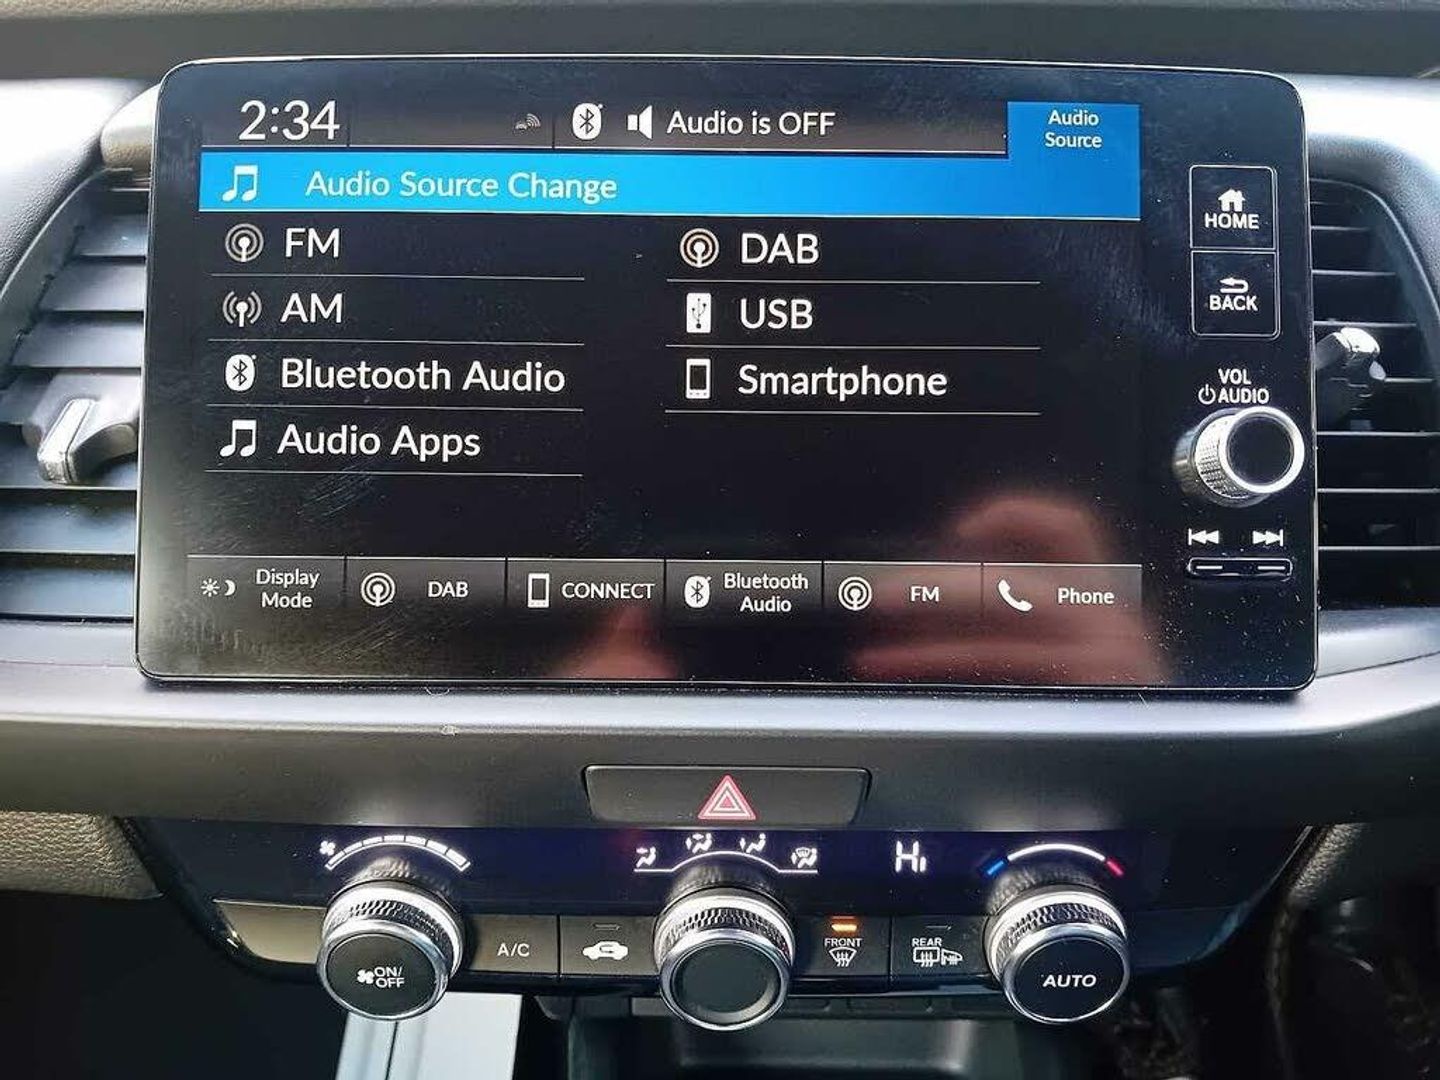 2:34
Audio is OFF
Audio
Source
Audio Source Change
HOME
BACK
FM
DAB
AM
USB
Bluetooth Audio
Smartphone
Audio Apps
VOL
AUDIO
Display
Mode
DAB
CONNECT
Bluetooth
Audio
FM
Phone
Hi
ON/
OFF
A/C
FRONT
REAR
AUTO